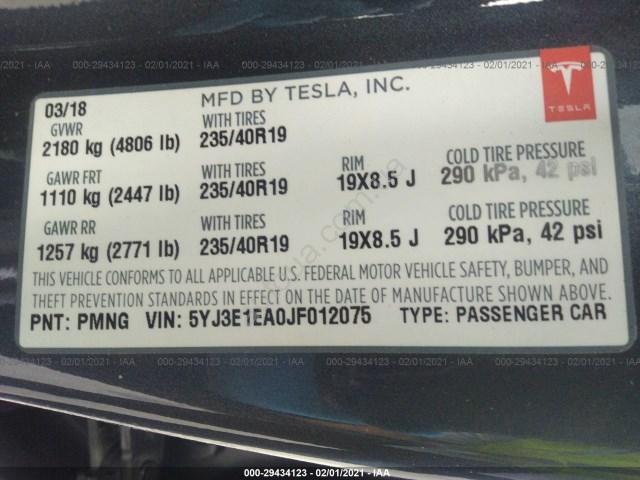 000-29434123 - 02/01/2021 - IAA
03/18 MFD BY TESLA, INC. TESLA
GVWR WITH TIRES
2180 kg (4806 lb) 235/40R19
GAWR FRT WITH TIRES RIM COLD TIRE PRESSURE
1110 kg (2447 lb) 235/40R19 19X8.5 J 290 kPa, 42 psi
GAWR RR WITH TIRES RIM COLD TIRE PRESSURE
1257 kg (2771 lb) 235/40R19 19X8.5 J 290 kPa, 42 psi
THIS VEHICLE CONFORMS TO ALL APPLICABLE U.S. FEDERAL MOTOR VEHICLE SAFETY, BUMPER, AND
THEFT PREVENTION STANDARDS IN EFFECT ON THE DATE OF MANUFACTURE SHOWN ABOVE.
PNT: PMNG VIN: 5YJ3E1EA0JF012075 TYPE: PASSENGER CAR
000-29434123 - 02/01/2021 - IAA